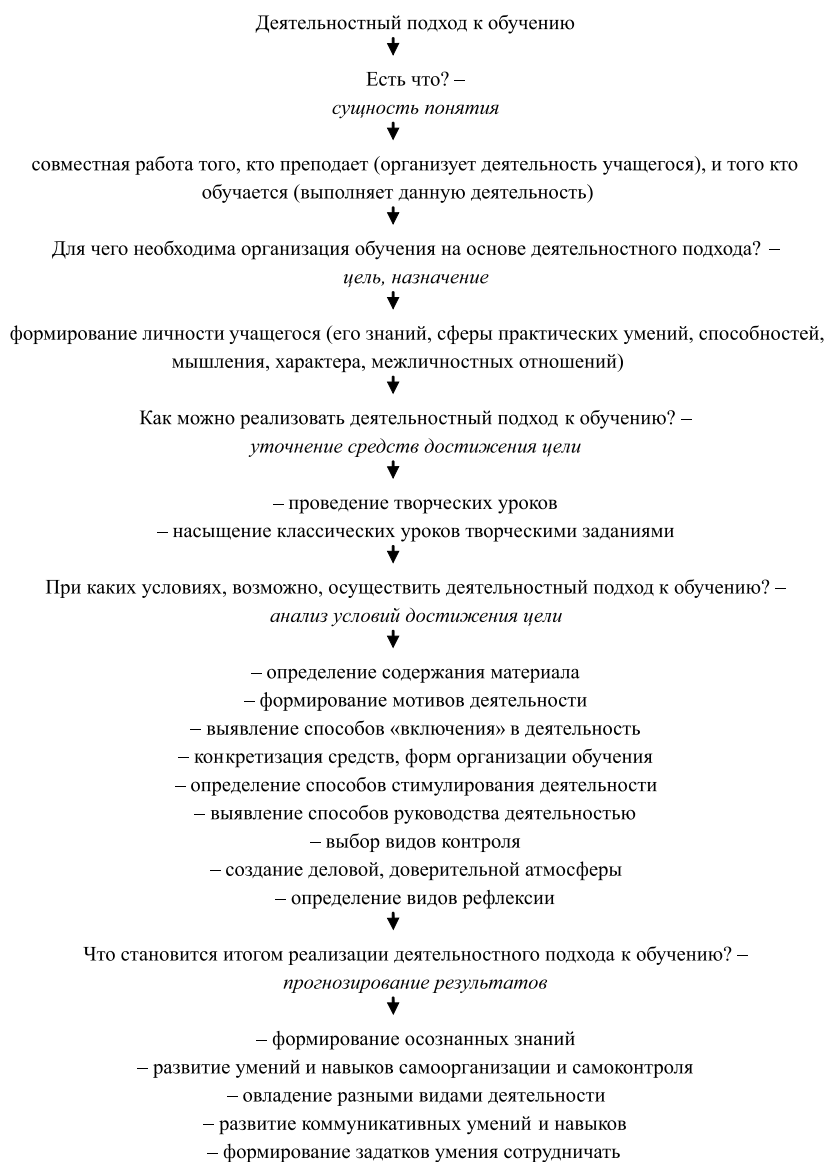 Деятельностный подход к обучению
Есть что? –
сущность понятия
совместная работа того, кто преподает (организует деятельность учащегося), и того кто
обучается (выполняет данную деятельность)
Для чего необходима организация обучения на основе деятельностного подхода? –
цель, назначение
формирование личности учащегося (его знаний, сферы практических умений, способностей,
мышления, характера, межличностных отношений)
Как можно реализовать деятельностный подход к обучению? –
уточнение средств достижения цели
– проведение творческих уроков
– насыщение классических уроков творческими заданиями
При каких условиях, возможно, осуществить деятельностный подход к обучению? –
анализ условий достижения цели
– определение содержания материала
– формирование мотивов деятельности
– выявление способов «включения» в деятельность
– конкретизация средств, форм организации обучения
– определение способов стимулирования деятельности
– выявление способов руководства деятельностью
– выбор видов контроля
– создание деловой, доверительной атмосферы
– определение видов рефлексии
Что становится итогом реализации деятельностного подхода к обучению? –
прогнозирование результатов
– формирование осознанных знаний
– развитие умений и навыков самоорганизации и самоконтроля
– овладение разными видами деятельности
– развитие коммуникативных умений и навыков
– формирование задатков умения сотрудничать